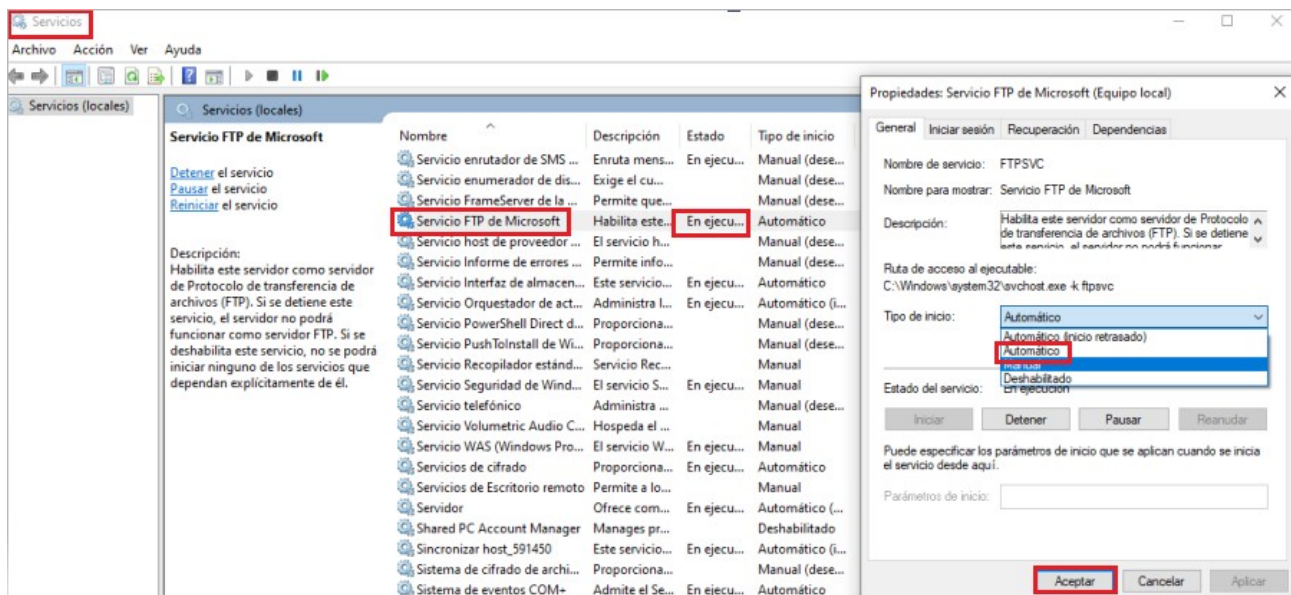 Servicios
Archivo Acción Ver Ayuda
Servicios (locales)
Servicios (locales)
Servicio FTP de Microsoft
Detener el servicio
Pausar el servicio
Reiniciar el servicio
Descripción:
Habilita este servidor como servidor
de Protocolo de transferencia de
archivos (FTP). Si se detiene este
servicio, el servidor no podrá
funcionar como servidor FTP. Si se
deshabilita este servicio, no se podrá
iniciar ninguno de los servicios que
dependan explícitamente de él.
Nombre Descripción Estado Tipo de inicio
Servicio enrutador de SMS ... Enruta mens... En ejecu... Manual (dese...
Servicio enumerador de dis... Exige el cu... Manual (dese...
Servicio FrameServer de la ... Permite que... Manual (dese...
Servicio FTP de Microsoft Habilita este... En ejecu... Automático
Servicio host de proveedor ... El servicio h... Manual (dese...
Servicio Informe de errores ... Permite info... Manual (dese...
Servicio Interfaz de almacen... Este servicio... En ejecu... Automático
Servicio Orquestador de act... Administra l... En ejecu... Automático (i...
Servicio PowerShell Direct d... Proporciona... Manual (dese...
Servicio PushToInstall de Wi... Proporciona... Manual (dese...
Servicio Recopilador estánd... Servicio Rec... Manual
Servicio Seguridad de Wind... El servicio S... En ejecu... Manual
Servicio telefónico Administra ... Manual (dese...
Servicio Volumetric Audio C... Hospeda el ... Manual
Servicio WAS (Windows Pro... El servicio W... En ejecu... Manual
Servicios de cifrado Proporciona... En ejecu... Automático
Servicios de Escritorio remoto Permite a lo... Manual
Servidor Ofrece com... En ejecu... Automático (...
Shared PC Account Manager Manages pr... Deshabilitado
Sincronizar host_591450 Este servicio... En ejecu... Automático (i...
Sistema de cifrado de archi... Proporciona... Manual (dese...
Sistema de eventos COM+ Admite el Se... En ejecu... Automático
Propiedades: Servicio FTP de Microsoft (Equipo local)
General Iniciar sesión Recuperación Dependencias
Nombre de servicio: FTPSVC
Nombre para mostrar: Servicio FTP de Microsoft
Descripción: Habilita este servidor como servidor de Protocolo
de transferencia de archivos (FTP). Si se detiene
este servicio, el servidor no podrá funcionar
Ruta de acceso al ejecutable:
C:\Windows\system32\svchost.exe -k ftpsvc
Tipo de inicio: Automático
Automático (inicio retrasado)
Automático
Manual
Deshabilitado
Estado del servicio: En ejecución
Iniciar Detener Pausar Reanudar
Puede especificar los parámetros de inicio que se aplican cuando se inicia
el servicio desde aquí.
Parámetros de inicio:
Aceptar Cancelar Aplicar